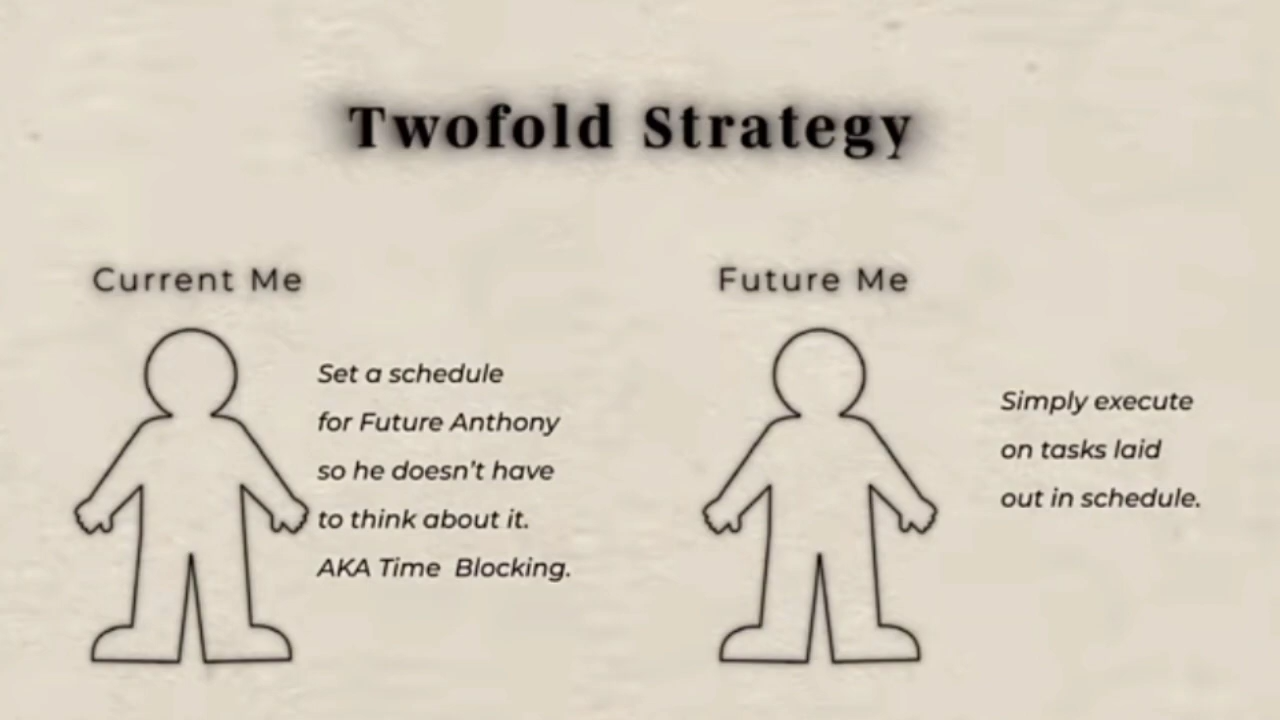 Twofold Strategy
Current Me
Set a schedule
for Future Anthony
so he doesn't have
to think about it.
AKA Time Blocking.
Future Me
Simply execute
on tasks laid
out in schedule.